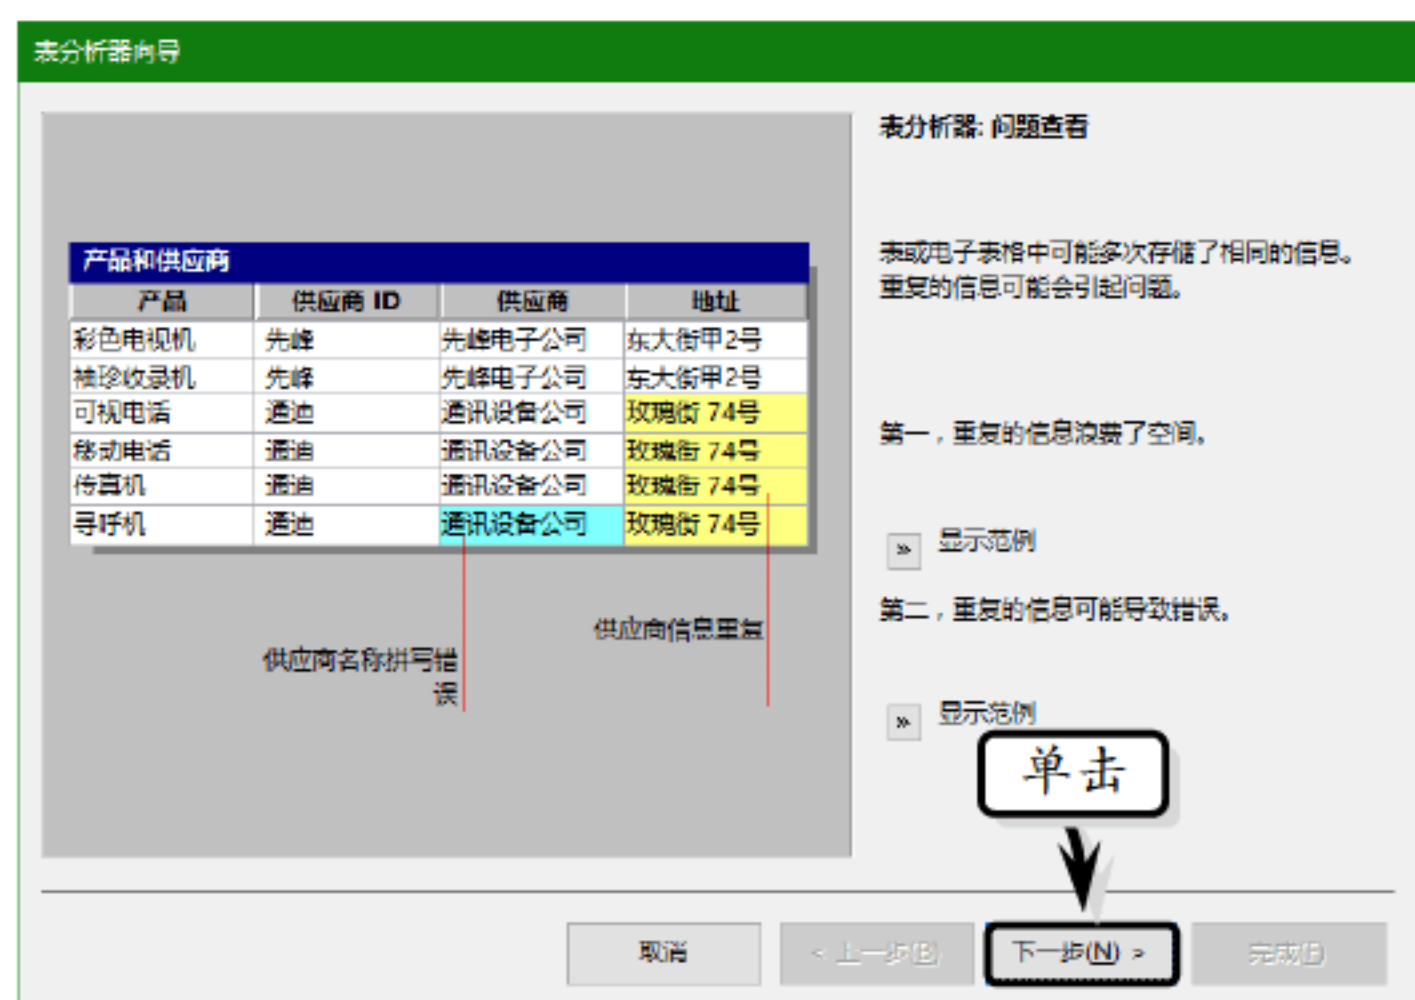 表分析器向导
表分析器: 问题查看
表或电子表格中可能多次存储了相同的信息。
重复的信息可能会引起问题。
第一，重复的信息浪费了空间。
» 显示范例
第二，重复的信息可能导致错误。
» 显示范例
产品和供应商
产品 供应商 ID 供应商 地址
彩色电视机 先峰 先峰电子公司 东大街甲2号
袖珍收录机 先峰 先峰电子公司 东大街甲2号
可视电话 通迪 通讯设备公司 玫瑰街 74号
移动电话 通迪 通讯设备公司 玫瑰街 74号
传真机 通迪 通讯设备公司 玫瑰街 74号
寻呼机 通迪 通讯设备公司 玫瑰街 74号
供应商信息重复
供应商名称拼写错
误
单击
取消 < 上一步(B) 下一步(N) > 完成(F)